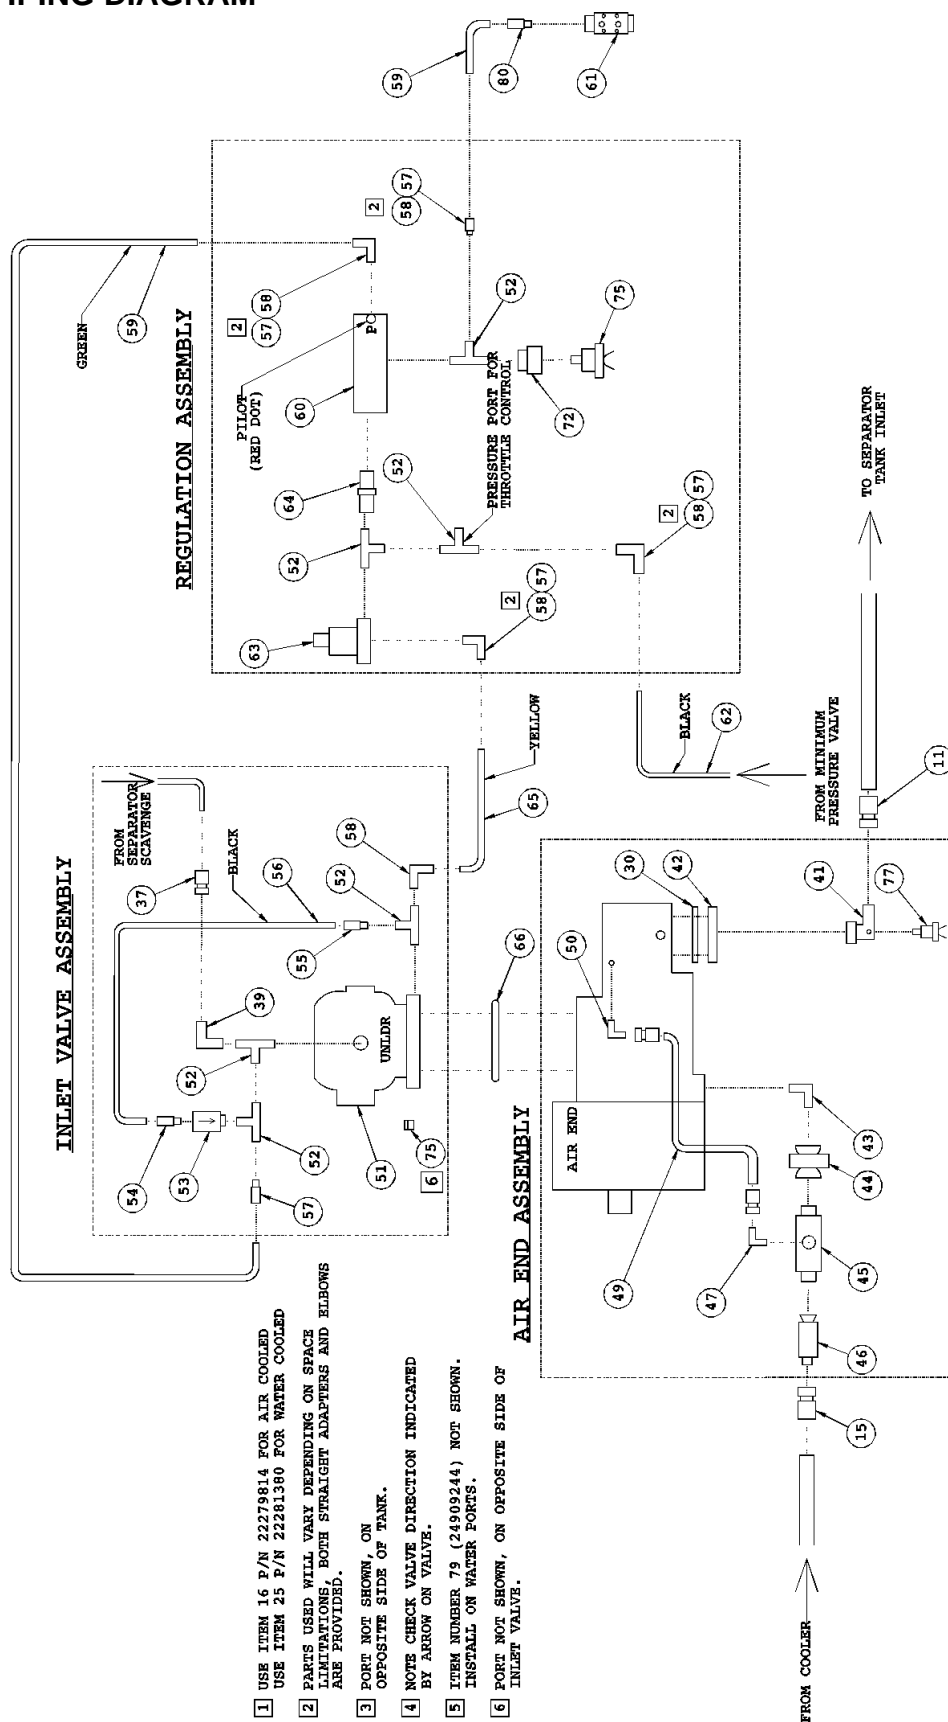 IPING DIAGRAM
INLET VALVE ASSEMBLY
FROM
SEPARATOR
SCAVENGE
BLACK
37
39
52
54
53
52
57
55
56
52
58
UNLDR
51
75
6
65
YELLOW
66
REGULATION ASSEMBLY
GREEN
59
PILOT
(RED DOT)
P
60
2
57
58
64
52
63
52
PRESSURE PORT FOR
THROTTLE CONTROL
52
72
75
2
58
57
59
80
61
2
58
57
2
58
57
BLACK
62
FROM MINIMUM
PRESSURE VALVE
AIR END ASSEMBLY
AIR END
50
30
42
41
77
11
TO SEPARATOR
TANK INLET
49
47
43
44
45
46
15
FROM COOLER
1 USE ITEM 16 P/N 22279814 FOR AIR COOLED
USE ITEM 25 P/N 22281380 FOR WATER COOLED
2 PARTS USED WILL VARY DEPENDING ON SPACE
LIMITATIONS, BOTH STRAIGHT ADAPTERS AND ELBOWS
ARE PROVIDED.
3 PORT NOT SHOWN, ON
OPPOSITE SIDE OF TANK.
4 NOTE CHECK VALVE DIRECTION INDICATED
BY ARROW ON VALVE.
5 ITEM NUMBER 79 (24909244) NOT SHOWN.
INSTALL ON WATER PORTS.
6 PORT NOT SHOWN, ON OPPOSITE SIDE OF
INLET VALVE.